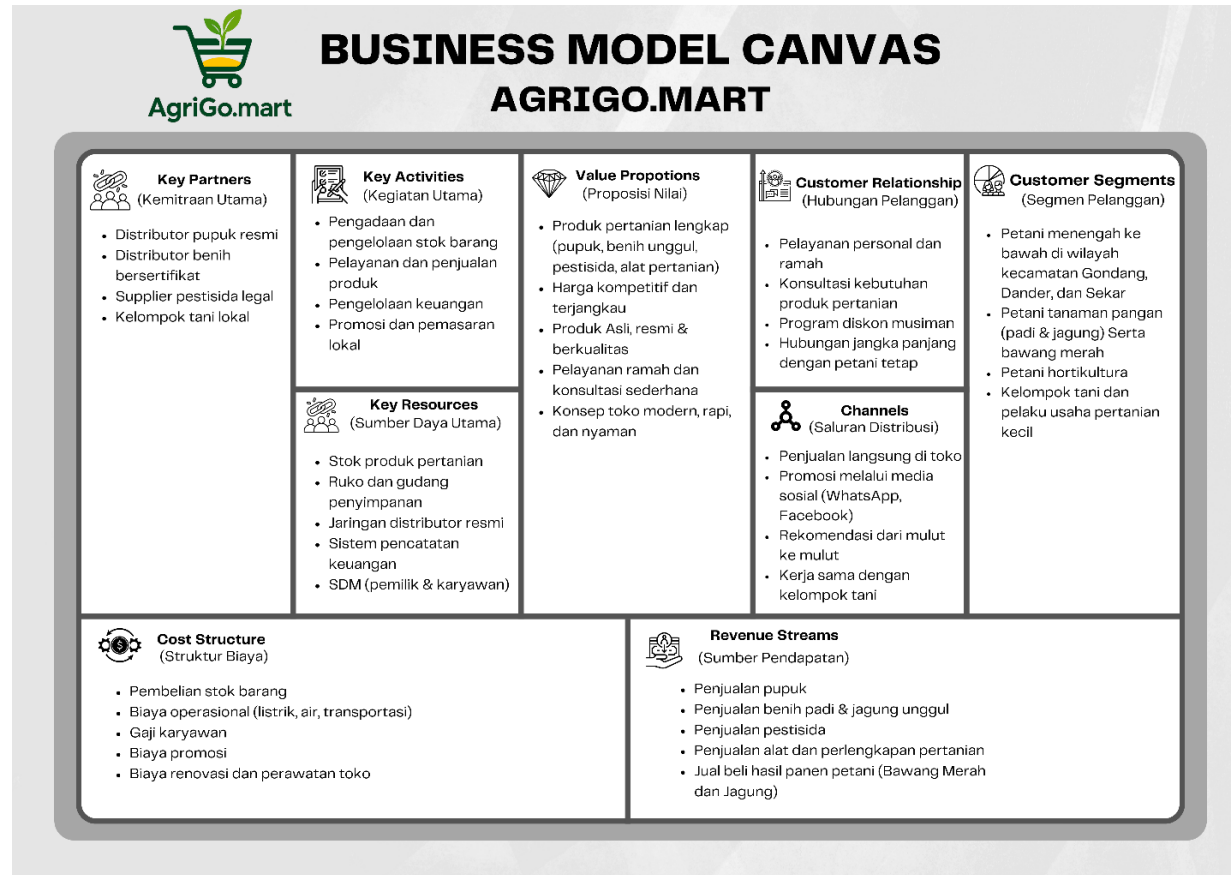 AgriGo.mart
BUSINESS MODEL CANVAS
AGRIGO.MART
Key Partners
(Kemitraan Utama)
• Distributor pupuk resmi
• Distributor benih
bersertifikat
• Supplier pestisida legal
• Kelompok tani lokal
Key Activities
(Kegiatan Utama)
• Pengadaan dan
pengelolaan stok barang
• Pelayanan dan penjualan
produk
• Pengelolaan keuangan
• Promosi dan pemasaran
lokal
Key Resources
(Sumber Daya Utama)
• Stok produk pertanian
• Ruko dan gudang
penyimpanan
• Jaringan distributor resmi
• Sistem pencatatan
keuangan
• SDM (pemilik & karyawan)
Value Propotions
(Proposisi Nilai)
• Produk pertanian lengkap
(pupuk, benih unggul,
pestisida, alat pertanian)
• Harga kompetitif dan
terjangkau
• Produk Asli, resmi &
berkualitas
• Pelayanan ramah dan
konsultasi sederhana
• Konsep toko modern, rapi,
dan nyaman
Customer Relationship
(Hubungan Pelanggan)
• Pelayanan personal dan
ramah
• Konsultasi kebutuhan
produk pertanian
• Program diskon musiman
• Hubungan jangka panjang
dengan petani tetap
Channels
(Saluran Distribusi)
• Penjualan langsung di toko
• Promosi melalui media
sosial (WhatsApp,
Facebook)
• Rekomendasi dari mulut
ke mulut
• Kerja sama dengan
kelompok tani
Customer Segments
(Segmen Pelanggan)
• Petani menengah ke
bawah di wilayah
kecamatan Gondang,
Dander, dan Sekar
• Petani tanaman pangan
(padi & jagung) Serta
bawang merah
• Petani hortikultura
• Kelompok tani dan
pelaku usaha pertanian
kecil
Cost Structure
(Struktur Biaya)
• Pembelian stok barang
• Biaya operasional (listrik, air, transportasi)
• Gaji karyawan
• Biaya promosi
• Biaya renovasi dan perawatan toko
Revenue Streams
(Sumber Pendapatan)
• Penjualan pupuk
• Penjualan benih padi & jagung unggul
• Penjualan pestisida
• Penjualan alat dan perlengkapan pertanian
• Jual beli hasil panen petani (Bawang Merah
dan Jagung)